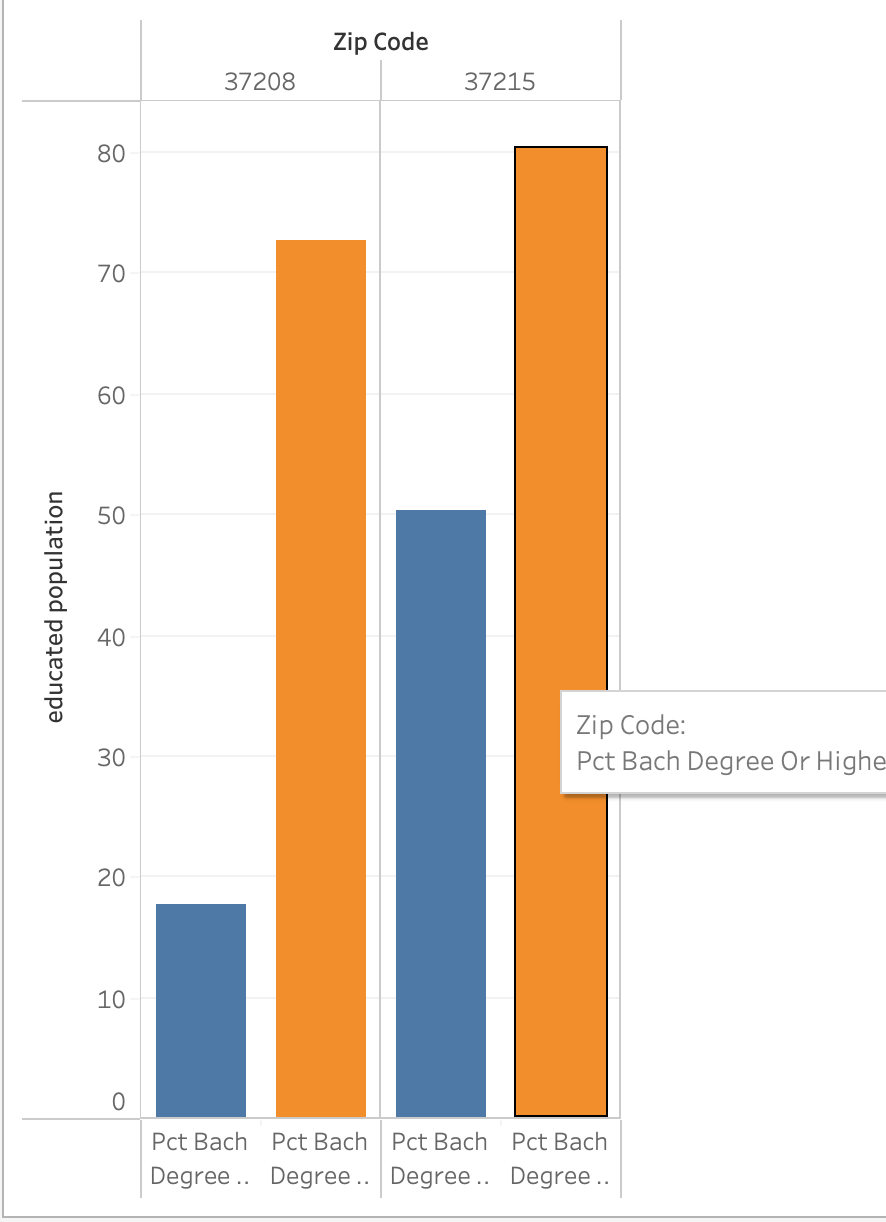 Zip Code
37208 37215
80
70
60
50
40
30
20
10
0
educated population
Pct Bach Pct Bach Pct Bach Pct Bach
Degree .. Degree .. Degree .. Degree ..
Zip Code:
Pct Bach Degree Or Highe